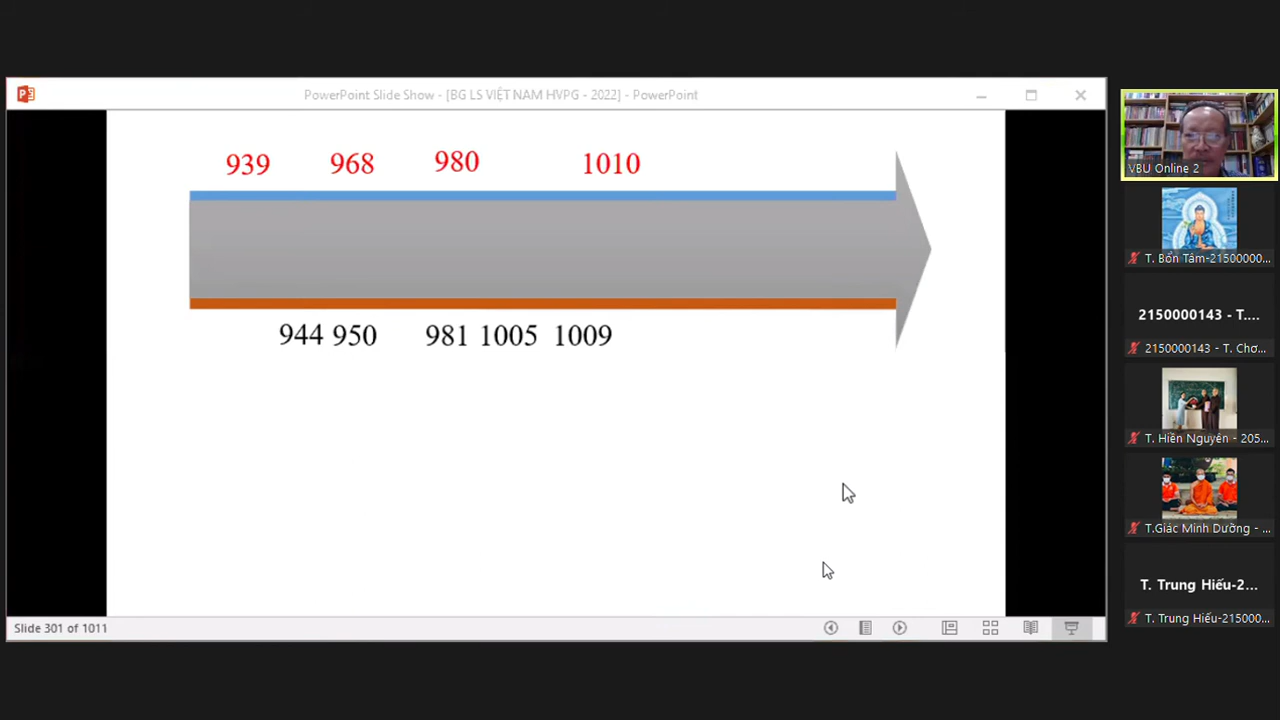 PowerPoint Slide Show - [BG LS VIỆT NAM HVPG - 2022] - PowerPoint
939 968 980 1010
944 950 981 1005 1009
Slide 301 of 1011
VBU Online 2
T. Bổn Tâm-21500000...
2150000143 - T....
2150000143 - T. Chơ...
T. Hiền Nguyên - 205...
T.Giác Minh Dưỡng - ...
T. Trung Hiếu-2...
T. Trung Hiếu-215000...